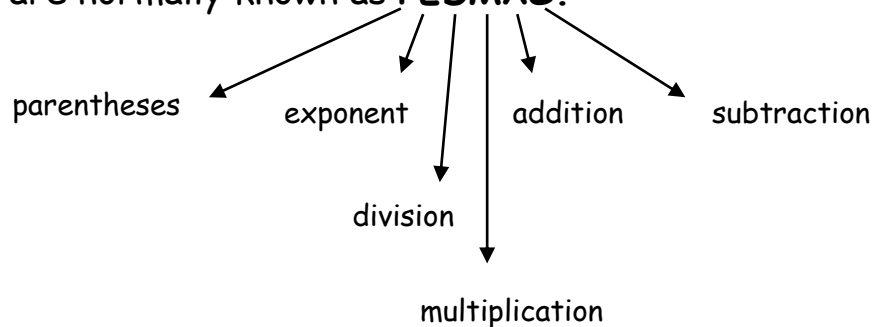 are normally known as PEDMAS.
parentheses
exponent
addition
subtraction
division
multiplication